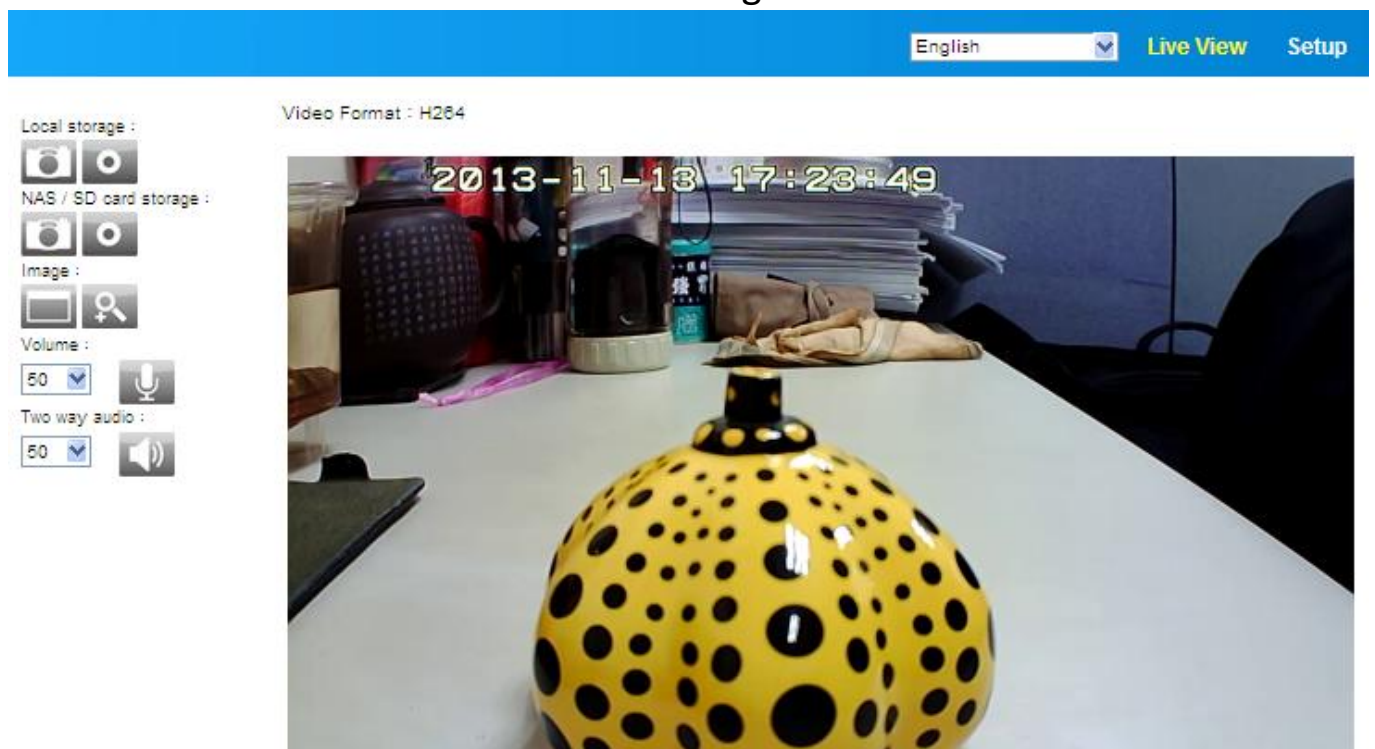 English Live View Setup
Video Format : H264
Local storage :
NAS / SD card storage :
Image :
Volume :
50
Two way audio :
50
2013-11-13 17:23:49